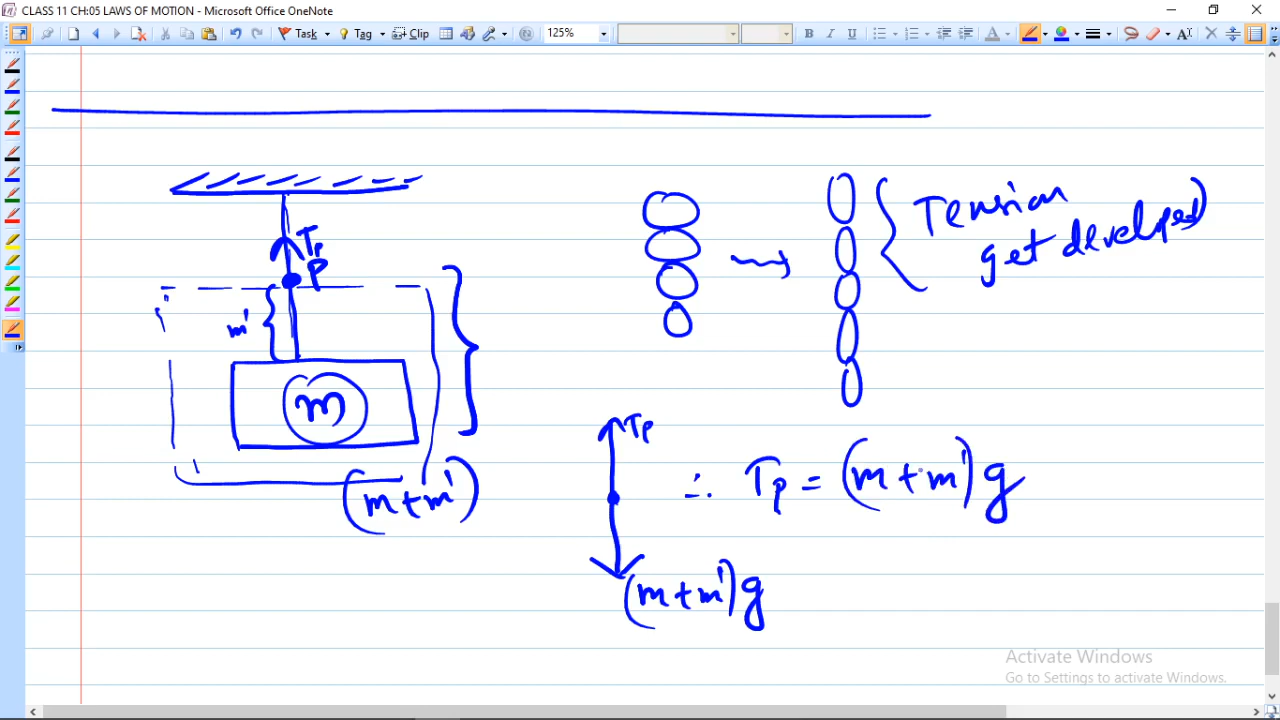 CLASS 11 CH:05 LAWS OF MOTION - Microsoft Office OneNote
Task Tag Clip 125% B I U
Tp
P
m'
m
(m+m')
Tension
get developed
Tp
(m+m')g
∴ Tp = (m+m')g
Activate Windows
Go to Settings to activate Windows.